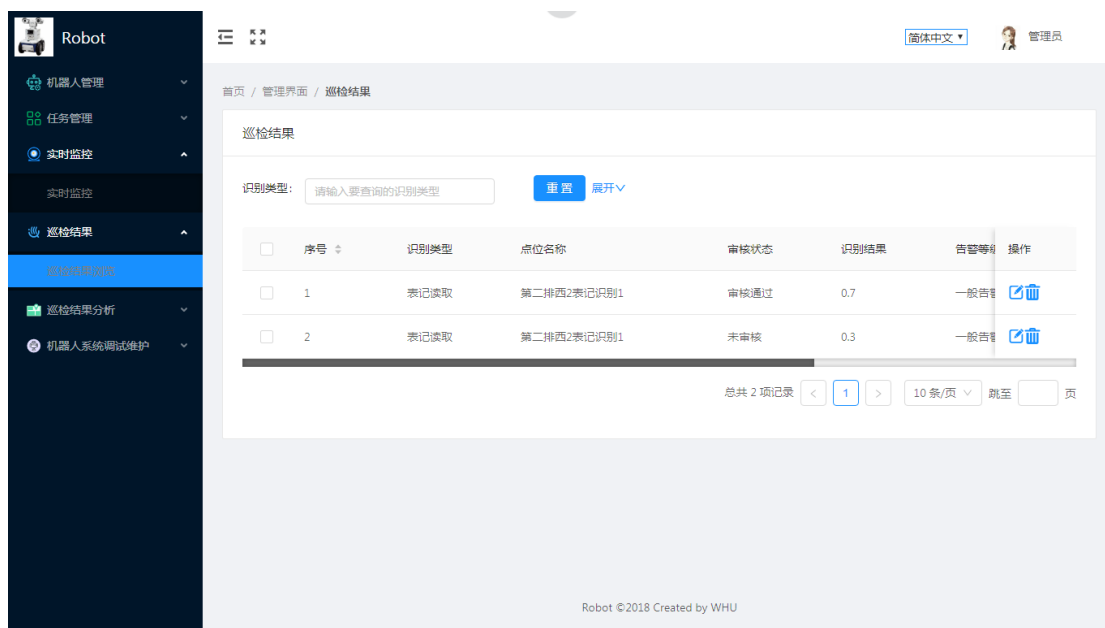 Robot
简体中文
管理员
机器人管理
任务管理
实时监控
实时监控
巡检结果
巡检结果分析
机器人系统调试维护
首页 / 管理界面 / 巡检结果
巡检结果
识别类型: 请输入要查询的识别类型 重 置 展开
序号 识别类型 点位名称 审核状态 识别结果 告警等 操作
1 表记读取 第二排西2表记识别1 审核通过 0.7 一般告
2 表记读取 第二排西2表记识别1 未审核 0.3 一般告
总共 2 项记录 < 1 > 10 条/页 跳至 页
Robot ©2018 Created by WHU